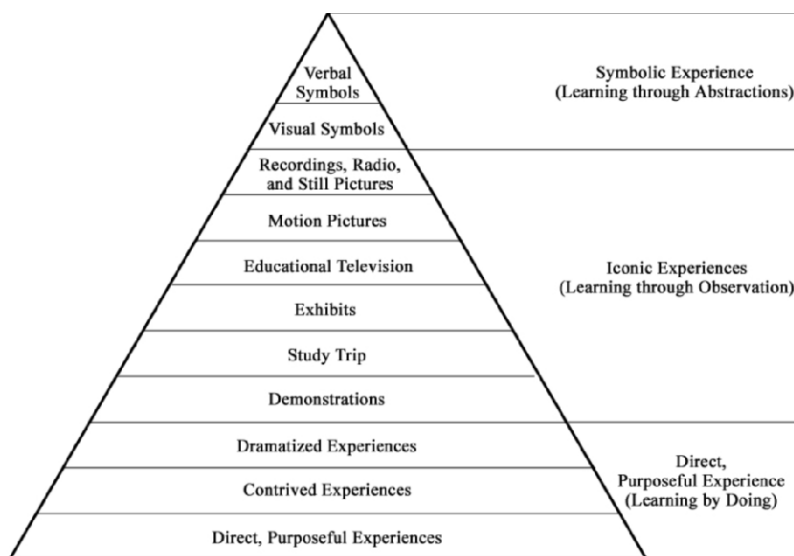 Verbal
Symbols
Visual Symbols
Recordings, Radio,
and Still Pictures
Motion Pictures
Educational Television
Exhibits
Study Trip
Demonstrations
Dramatized Experiences
Contrived Experiences
Direct, Purposeful Experiences
Symbolic Experience
(Learning through Abstractions)
Iconic Experiences
(Learning through Observation)
Direct,
Purposeful Experience
(Learning by Doing)